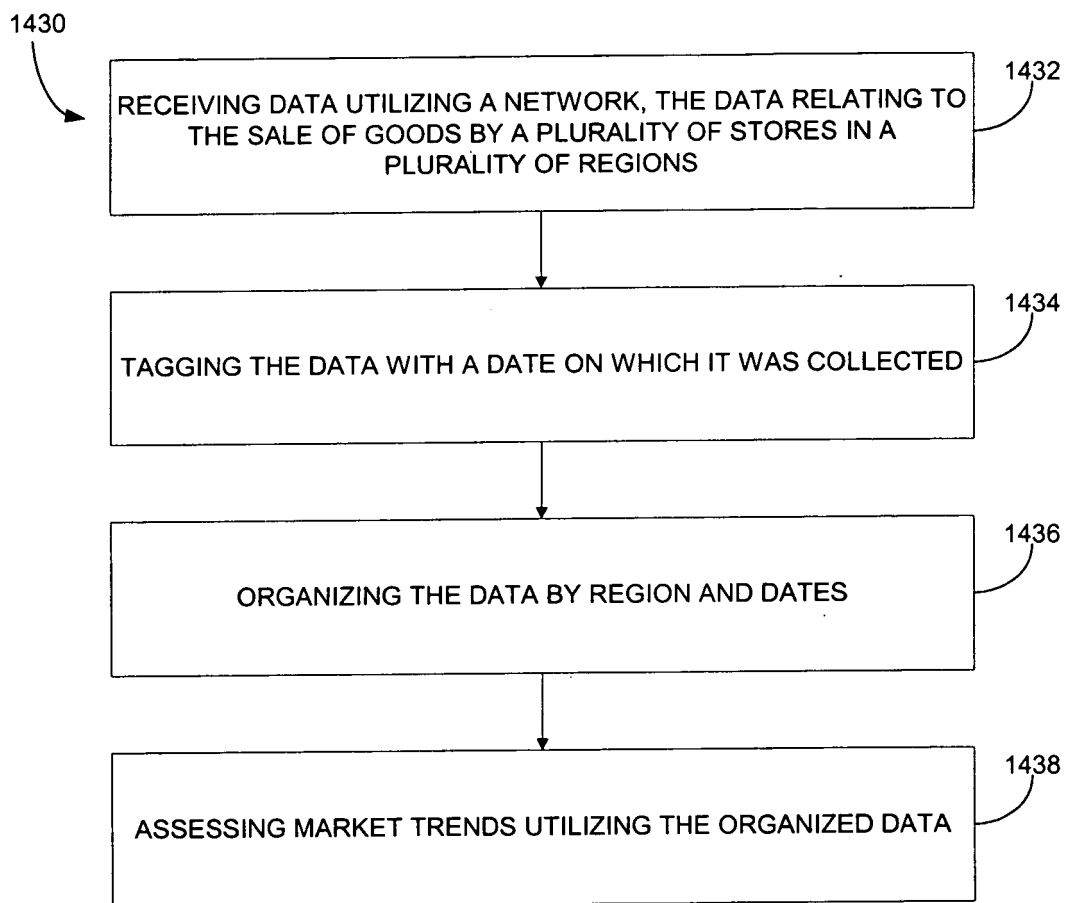 1430
1432
RECEIVING DATA UTILIZING A NETWORK, THE DATA RELATING TO
THE SALE OF GOODS BY A PLURALITY OF STORES IN A
PLURALITY OF REGIONS
1434
TAGGING THE DATA WITH A DATE ON WHICH IT WAS COLLECTED
1436
ORGANIZING THE DATA BY REGION AND DATES
1438
ASSESSING MARKET TRENDS UTILIZING THE ORGANIZED DATA